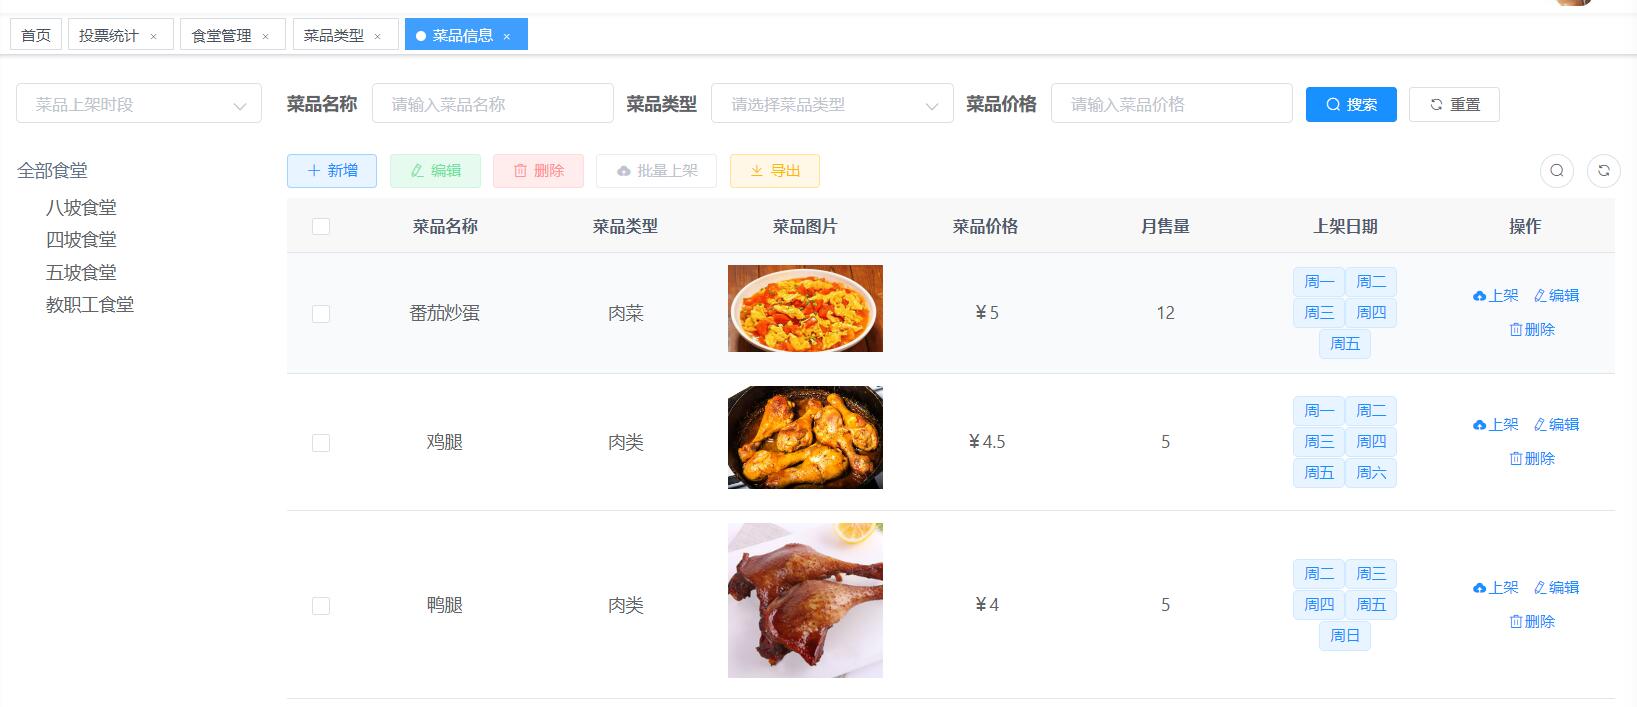 首页 投票统计 × 食堂管理 × 菜品类型 × 菜品信息 ×
菜品上架时段 菜品名称 请输入菜品名称 菜品类型 请选择菜品类型 菜品价格 请输入菜品价格 搜索 重置
全部食堂
八坡食堂
四坡食堂
五坡食堂
教职工食堂
新增 编辑 删除 批量上架 导出
菜品名称 菜品类型 菜品图片 菜品价格 月售量 上架日期 操作
番茄炒蛋 肉菜 ¥5 12
周一 周二
周三 周四
周五
上架 编辑
删除
鸡腿 肉类 ¥4.5 5
周一 周二
周三 周四
周五 周六
上架 编辑
删除
鸭腿 肉类 ¥4 5
周二 周三
周四 周五
周日
上架 编辑
删除